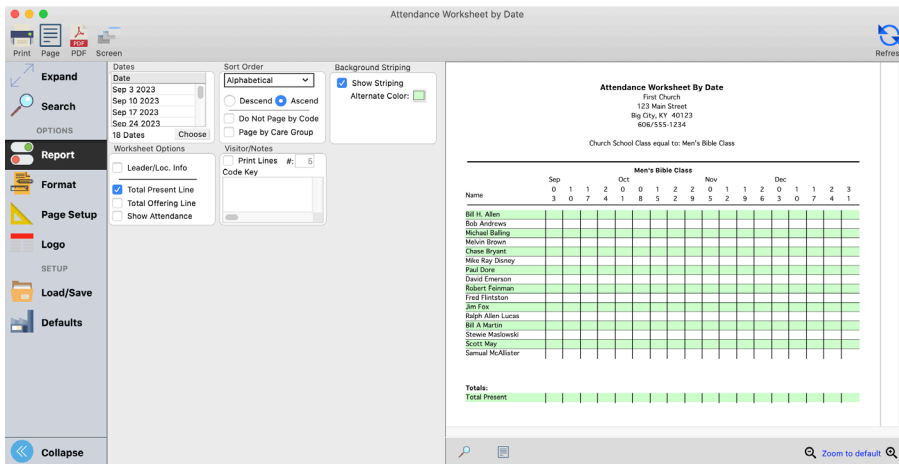 Attendance Worksheet by Date
Print Page PDF Screen
PDF
Refres
Expand
Search
OPTIONS
Report
Format
Page Setup
Logo
SETUP
Load/Save
Defaults
Collapse
Dates
Date
Sep 3 2023
Sep 10 2023
Sep 17 2023
Sep 24 2023
18 Dates Choose
Sort Order
Alphabetical
Descend Ascend
Do Not Page by Code
Page by Care Group
Background Striping
Show Striping
Alternate Color:
Worksheet Options
Leader/Loc. Info
Total Present Line
Total Offering Line
Show Attendance
Visitor/Notes
Print Lines #: 5
Code Key
Attendance Worksheet By Date
First Church
123 Main Street
Big City, KY 40123
606/555-1234
Church School Class equal to: Men's Bible Class
Men's Bible Class
Sep Oct Nov Dec
0 1 1 2 0 0 1 2 2 0 1 1 2 0 1 1 2 3
Name 3 0 7 4 1 8 5 2 9 5 2 9 6 3 0 7 4 1
Bill H. Allen
Bob Andrews
Michael Balling
Melvin Brown
Chase Bryant
Mike Ray Disney
Paul Dore
David Emerson
Robert Feinman
Fred Flintston
Jim Fox
Ralph Allen Lucas
Bill A Martin
Stewie Maslowski
Scott May
Samual McAllister
Totals:
Total Present
Zoom to default